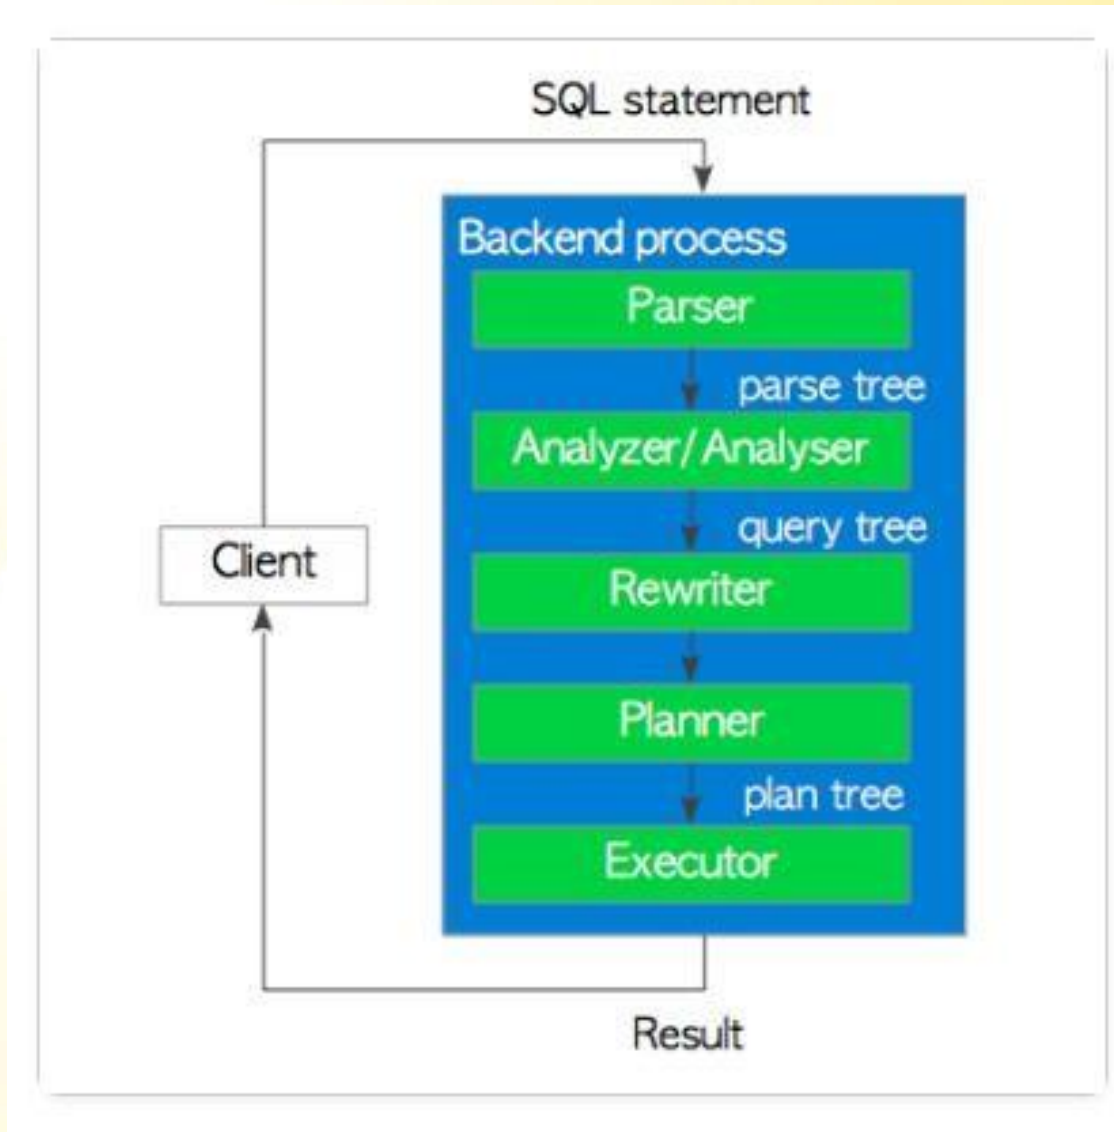 SQL statement
Backend process
Parser
parse tree
Analyzer/Analyser
query tree
Client
Rewriter
Planner
plan tree
Executor
Result